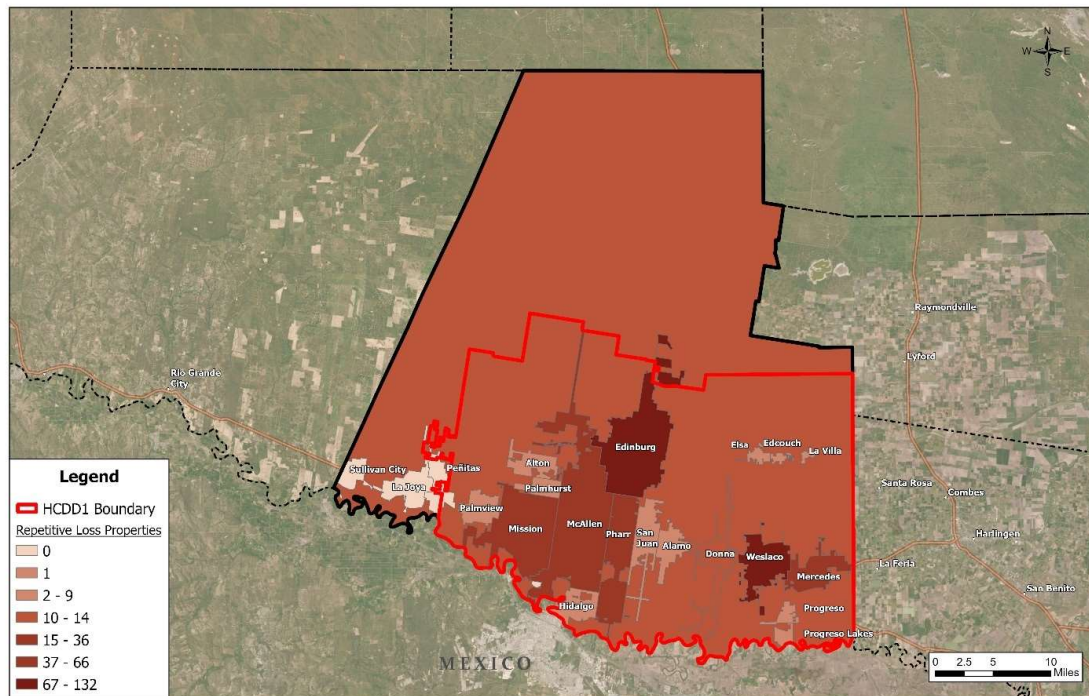 N
W E
S
Raymondville
Lyford
Rio Grande
City
Edinburg
Elsa
Edcouch
La Villa
Sullivan City
Peñitas
Alton
La Joya
Palmhurst
Santa Rosa
Combes
Palmview
Mission
McAllen
Pharr
San
Juan
Alamo
Donna
Weslaco
Harlingen
La Feria
Mercedes
San Benito
Hidalgo
Progreso
Progreso Lakes
MEXICO
Legend
HCDD1 Boundary
Repetitive Loss Properties
0
1
2 - 9
10 - 14
15 - 36
37 - 66
67 - 132
0 2.5 5 10
Miles